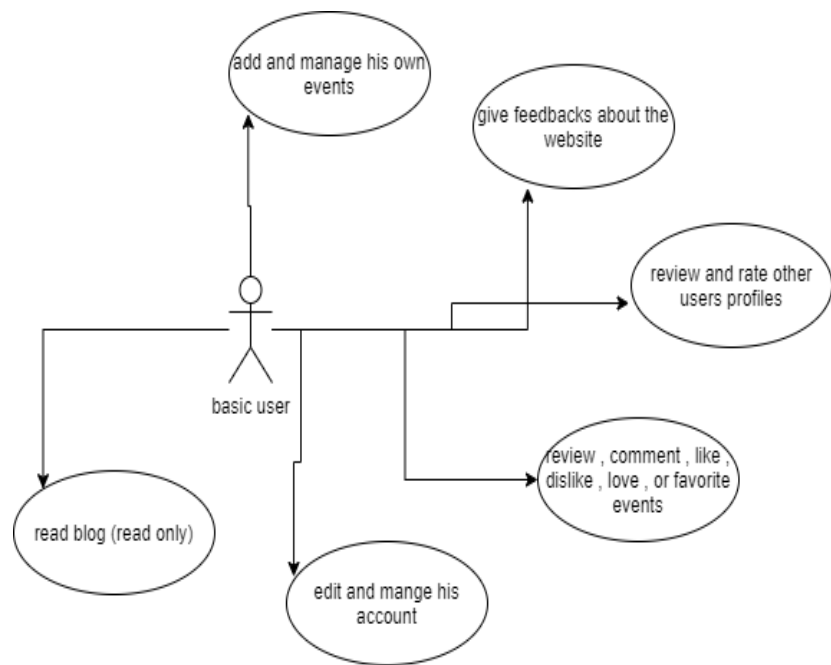 add and manage his own
events
give feedbacks about the
website
review and rate other
users profiles
basic user
review , comment , like ,
dislike , love , or favorite
events
read blog (read only)
edit and mange his
account